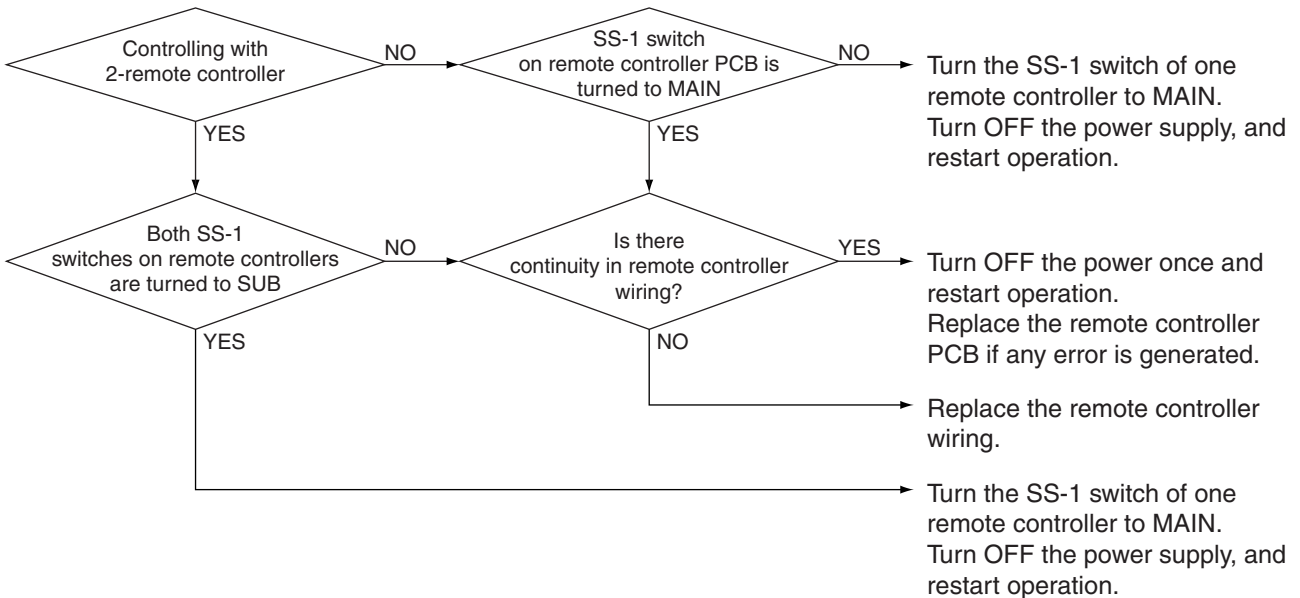 Controlling with
2-remote controller
NO
SS-1 switch
on remote controller PCB is
turned to MAIN
NO
Turn the SS-1 switch of one
remote controller to MAIN.
Turn OFF the power supply, and
restart operation.
YES
YES
Both SS-1
switches on remote controllers
are turned to SUB
NO
Is there
continuity in remote controller
wiring?
YES
Turn OFF the power once and
restart operation.
Replace the remote controller
PCB if any error is generated.
YES
NO
Replace the remote controller
wiring.
Turn the SS-1 switch of one
remote controller to MAIN.
Turn OFF the power supply, and
restart operation.